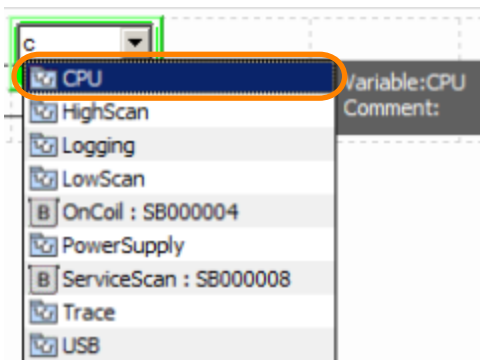 c
CPU
Variable:CPU
Comment:
HighScan
Logging
LowScan
B OnCoil : SB000004
PowerSupply
B ServiceScan : SB000008
Trace
USB